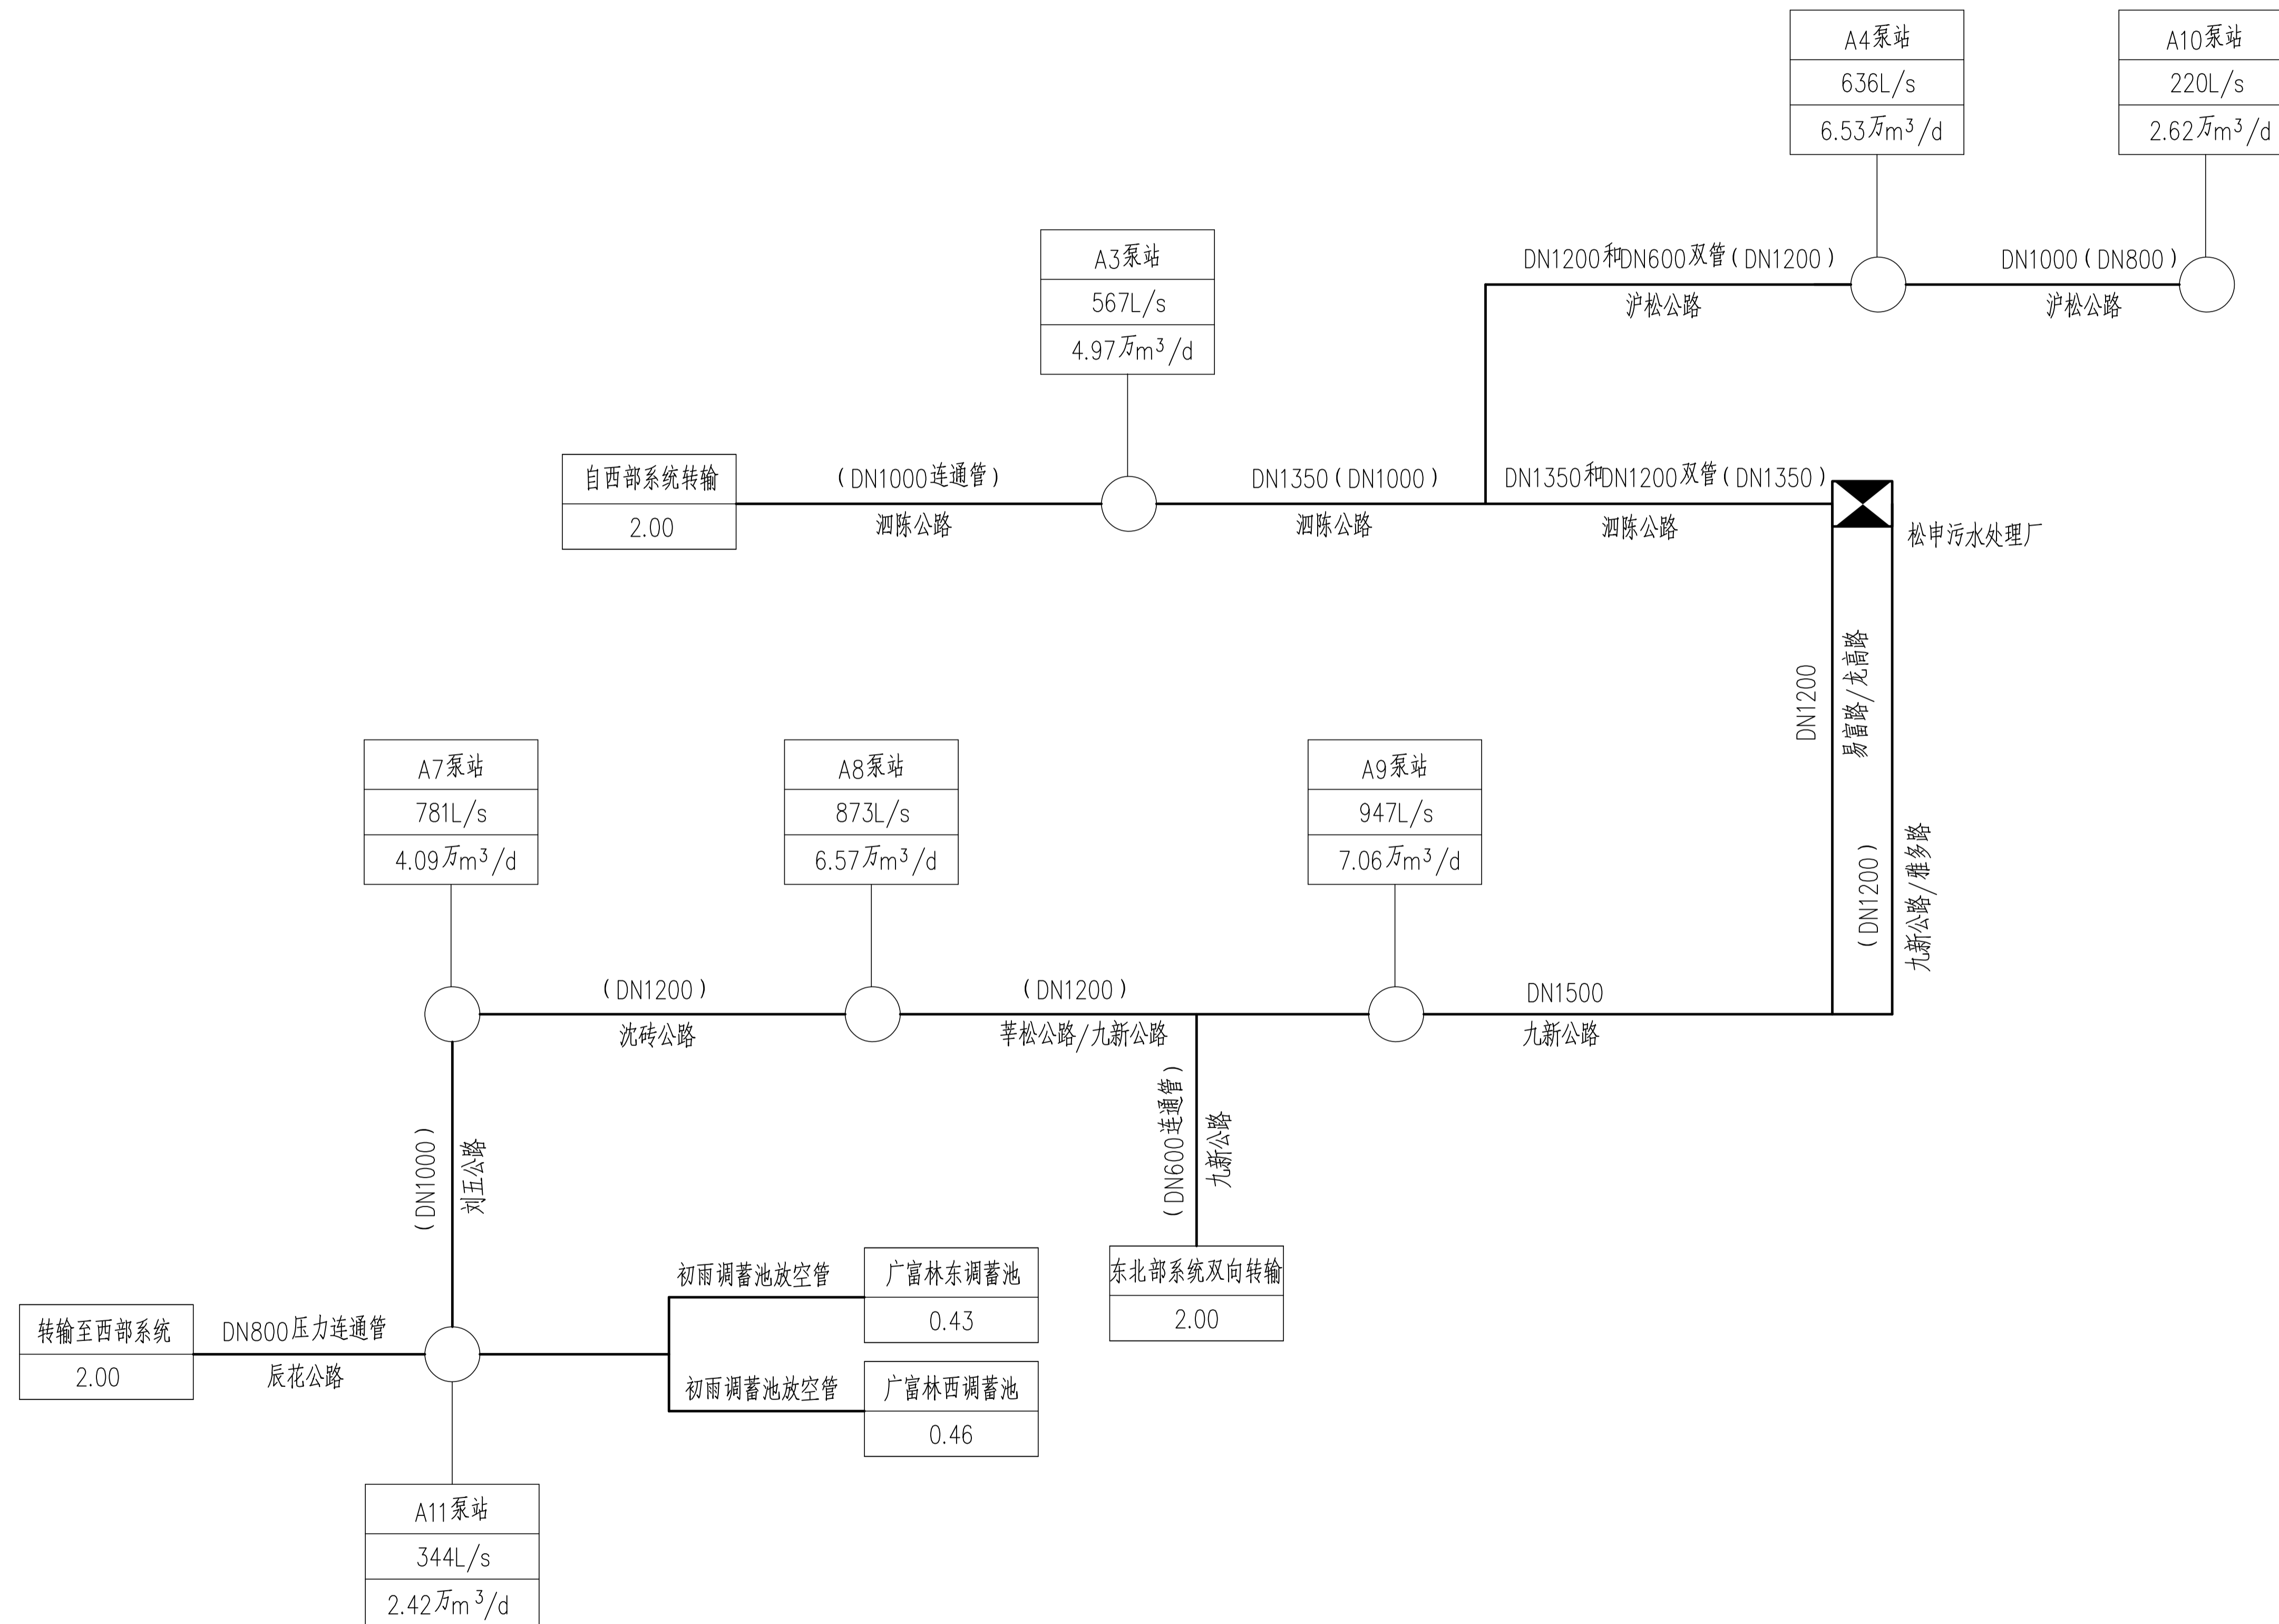 A4泵站
636L/s
6.53万m³/d
A10泵站
220L/s
2.62万m³/d
A3泵站
567L/s
4.97万m³/d
DN1200和DN600双管(DN1200)
沪松公路
DN1000(DN800)
沪松公路
自西部系统转输
2.00
(DN1000连通管)
泗陈公路
DN1350(DN1000)
泗陈公路
DN1350和DN1200双管(DN1350)
泗陈公路
松申污水处理厂
DN1200
易富路/龙高路
(DN1200)
九新公路/雅多路
A7泵站
781L/s
4.09万m³/d
A8泵站
873L/s
6.57万m³/d
A9泵站
947L/s
7.06万m³/d
(DN1200)
沈砖公路
(DN1200)
莘松公路/九新公路
DN1500
九新公路
(DN1000)
刘五公路
(DN600连通管)
九新公路
东北部系统双向转输
2.00
初雨调蓄池放空管
广富林东调蓄池
0.43
转输至西部系统
2.00
DN800压力连通管
辰花公路
初雨调蓄池放空管
广富林西调蓄池
0.46
A11泵站
344L/s
2.42万m³/d